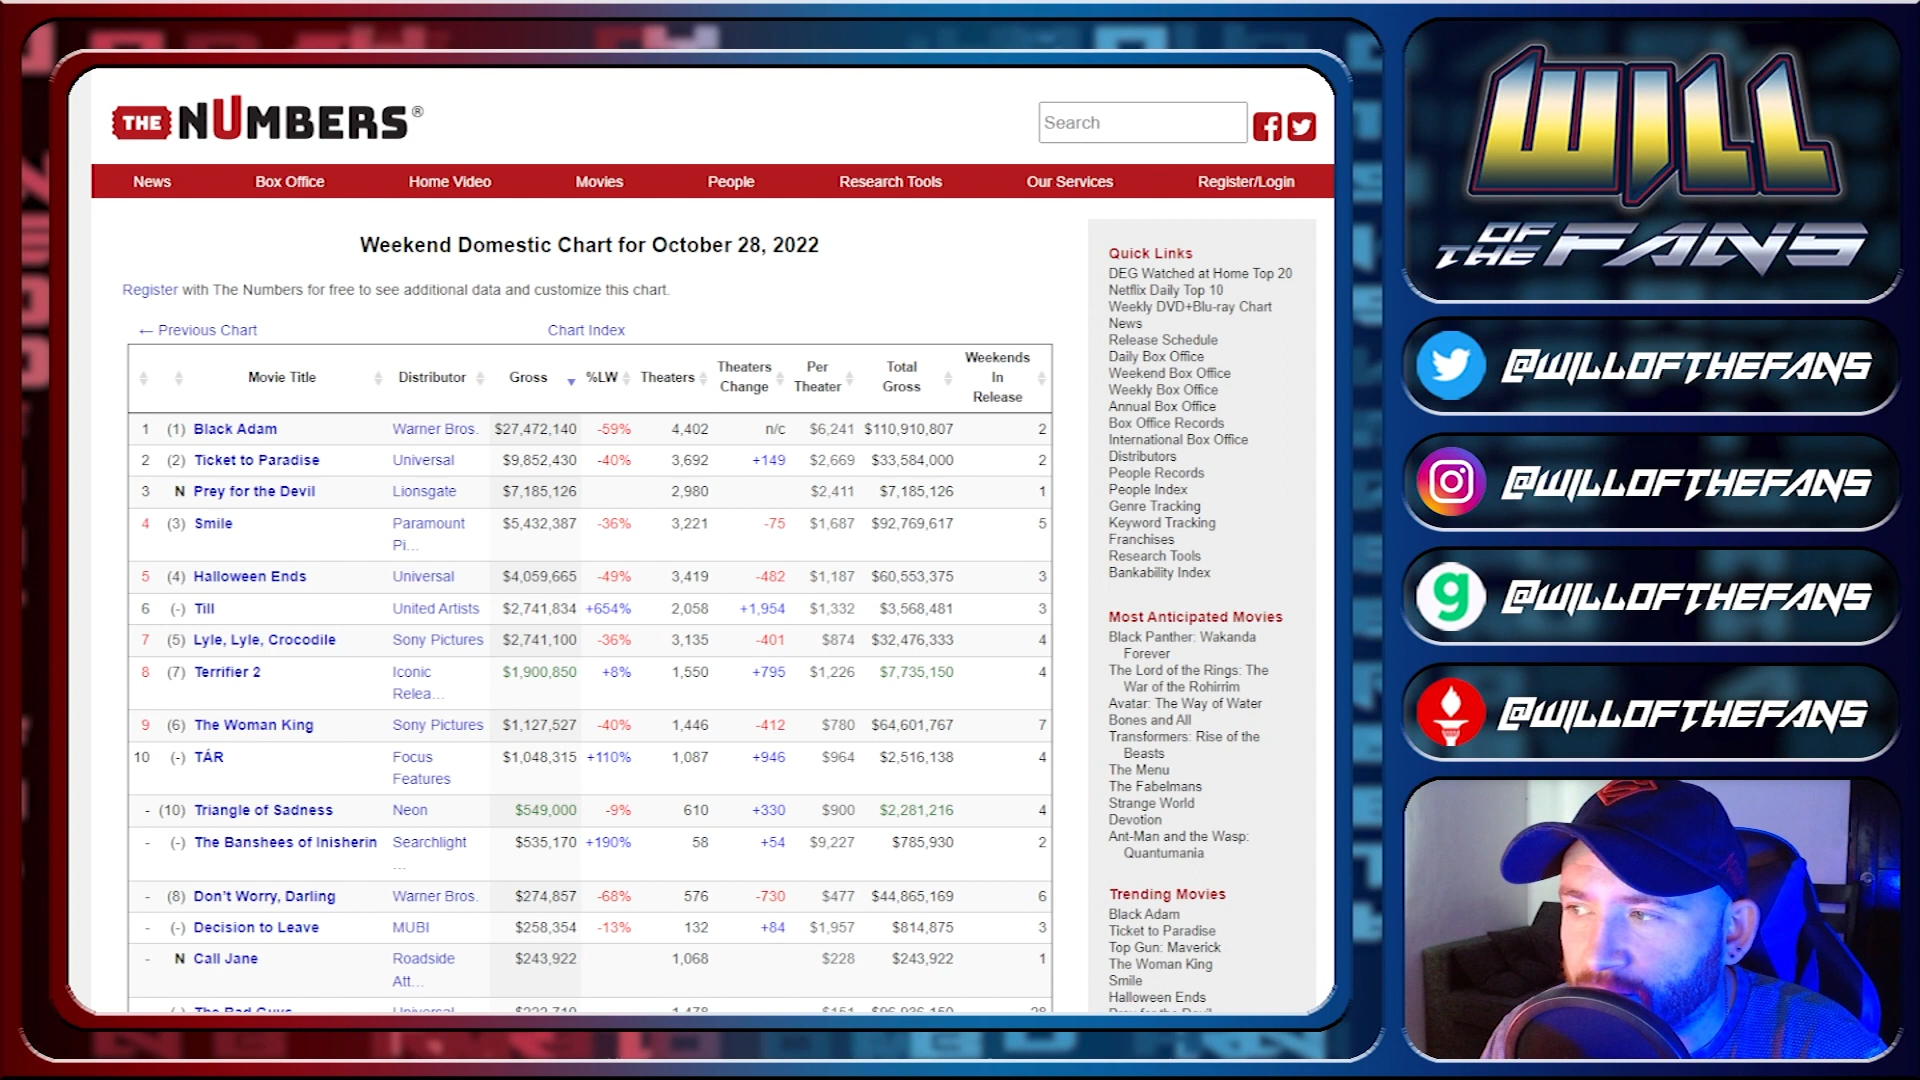 THE NUMBERS®
Search
News Box Office Home Video Movies People Research Tools Our Services Register/Login
Weekend Domestic Chart for October 28, 2022
Register with The Numbers for free to see additional data and customize this chart.
← Previous Chart Chart Index
Movie Title Distributor Gross %LW Theaters Theaters Change Per Theater Total Gross Weekends In Release
1 (1) Black Adam Warner Bros. $27,472,140 -59% 4,402 n/c $6,241 $110,910,807 2
2 (2) Ticket to Paradise Universal $9,852,430 -40% 3,692 +149 $2,669 $33,584,000 2
3 N Prey for the Devil Lionsgate $7,185,126 2,980 $2,411 $7,185,126 1
4 (3) Smile Paramount Pi... $5,432,387 -36% 3,221 -75 $1,687 $92,769,617 5
5 (4) Halloween Ends Universal $4,059,665 -49% 3,419 -482 $1,187 $60,553,375 3
6 (-) Till United Artists $2,741,834 +654% 2,058 +1,954 $1,332 $3,568,481 3
7 (5) Lyle, Lyle, Crocodile Sony Pictures $2,741,100 -36% 3,135 -401 $874 $32,476,333 4
8 (7) Terrifier 2 Iconic Relea... $1,900,850 +8% 1,550 +795 $1,226 $7,735,150 4
9 (6) The Woman King Sony Pictures $1,127,527 -40% 1,446 -412 $780 $64,601,767 7
10 (-) TÁR Focus Features $1,048,315 +110% 1,087 +946 $964 $2,516,138 4
- (10) Triangle of Sadness Neon $549,000 -9% 610 +330 $900 $2,281,216 4
- (-) The Banshees of Inisherin Searchlight ... $535,170 +190% 58 +54 $9,227 $785,930 2
- (8) Don't Worry, Darling Warner Bros. $274,857 -68% 576 -730 $477 $44,865,169 6
- (-) Decision to Leave MUBI $258,354 -13% 132 +84 $1,957 $814,875 3
- N Call Jane Roadside Att... $243,922 1,068 $228 $243,922 1
Quick Links
DEG Watched at Home Top 20
Netflix Daily Top 10
Weekly DVD+Blu-ray Chart
News
Release Schedule
Daily Box Office
Weekend Box Office
Weekly Box Office
Annual Box Office
Box Office Records
International Box Office
Distributors
People Records
People Index
Genre Tracking
Keyword Tracking
Franchises
Research Tools
Bankability Index
Most Anticipated Movies
Black Panther: Wakanda
Forever
The Lord of the Rings: The
War of the Rohirrim
Avatar: The Way of Water
Bones and All
Transformers: Rise of the
Beasts
The Menu
The Fabelmans
Strange World
Devotion
Ant-Man and the Wasp:
Quantumania
Trending Movies
Black Adam
Ticket to Paradise
Top Gun: Maverick
The Woman King
Smile
Halloween Ends
WILL
OF THE FANS
@WILLOFTHEFANS
@WILLOFTHEFANS
@WILLOFTHEFANS
@WILLOFTHEFANS